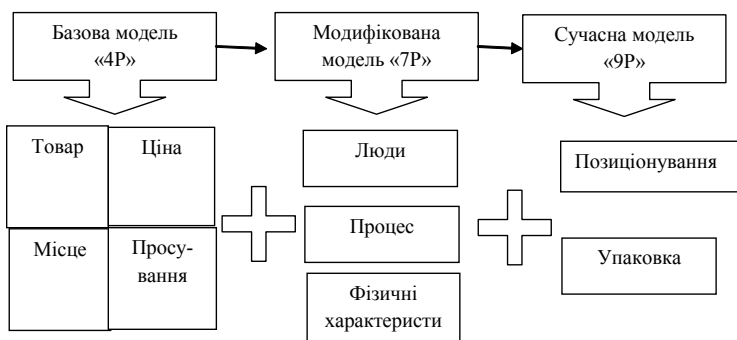 Базова модель
«4Р»
Модифікована
модель «7Р»
Сучасна модель
«9Р»
Товар
Ціна
Місце
Просу-
вання
Люди
Процес
Фізичні
характеристи
Позиціонування
Упаковка